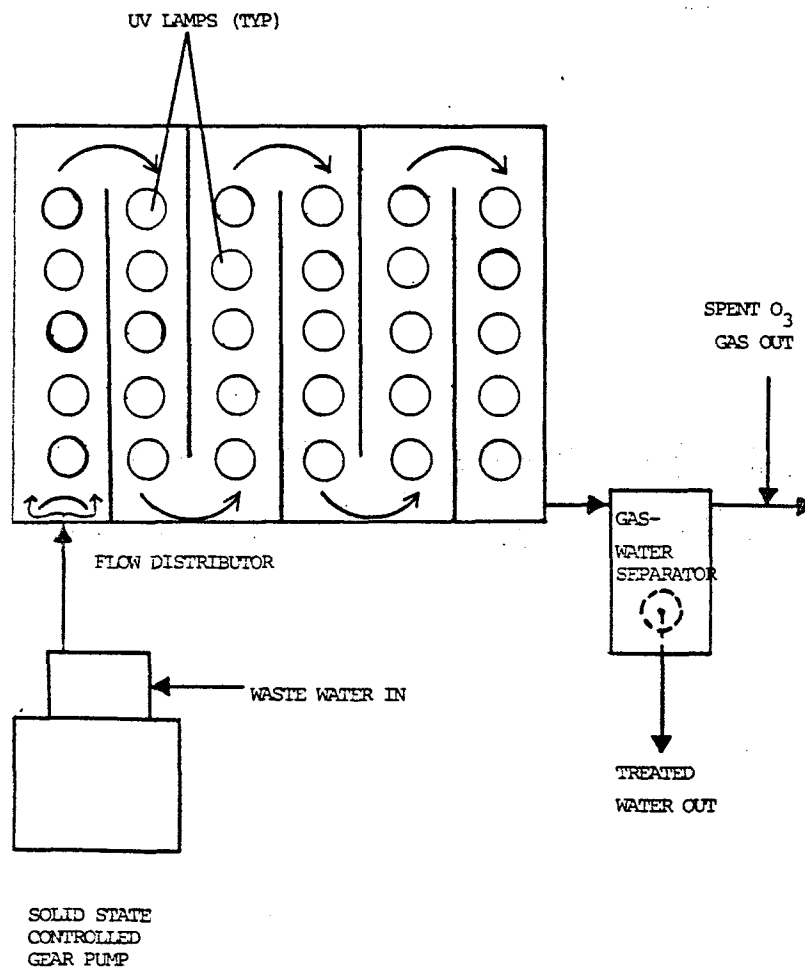 UV LAMPS (TYP)
SPENT O3
GAS OUT
GAS-
WATER
SEPARATOR
FLOW DISTRIBUTOR
WASTE WATER IN
TREATED
WATER OUT
SOLID STATE
CONTROLLED
GEAR PUMP